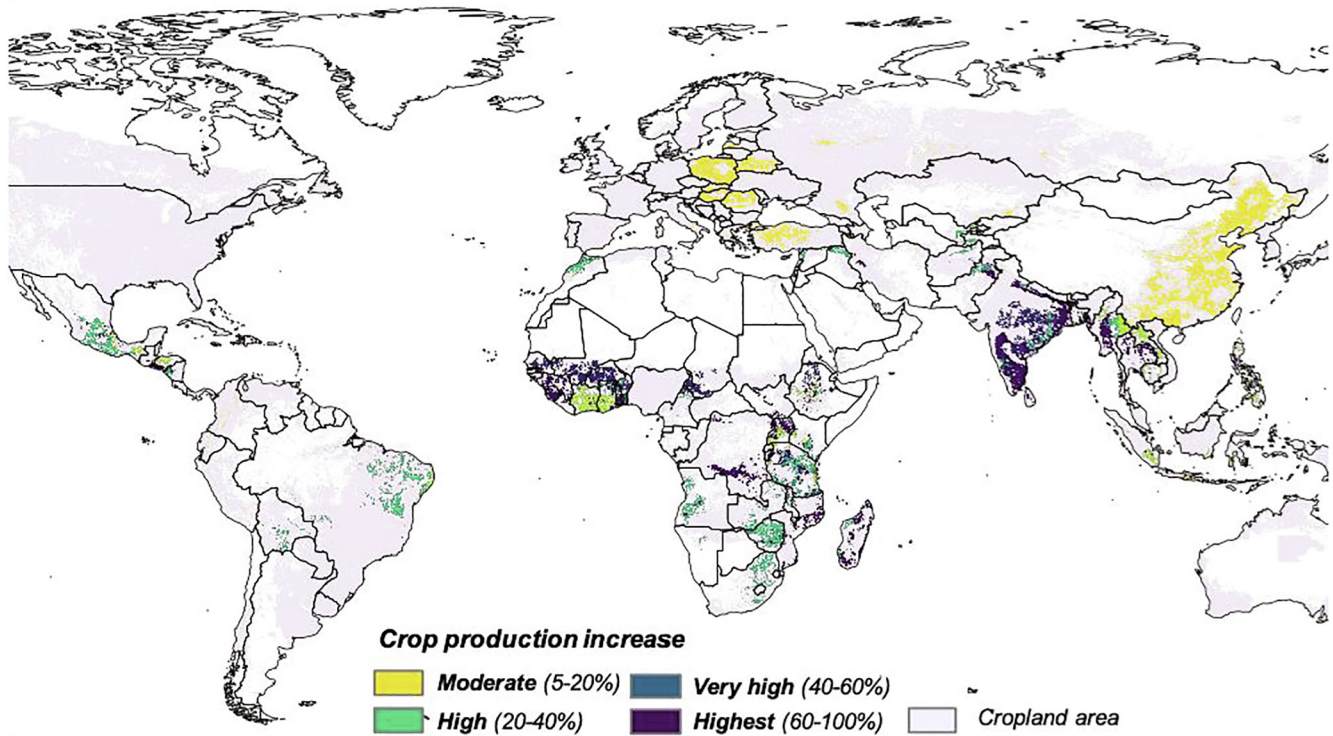 Crop production increase
Moderate (5-20%)
Very high (40-60%)
High (20-40%)
Highest (60-100%)
Cropland area